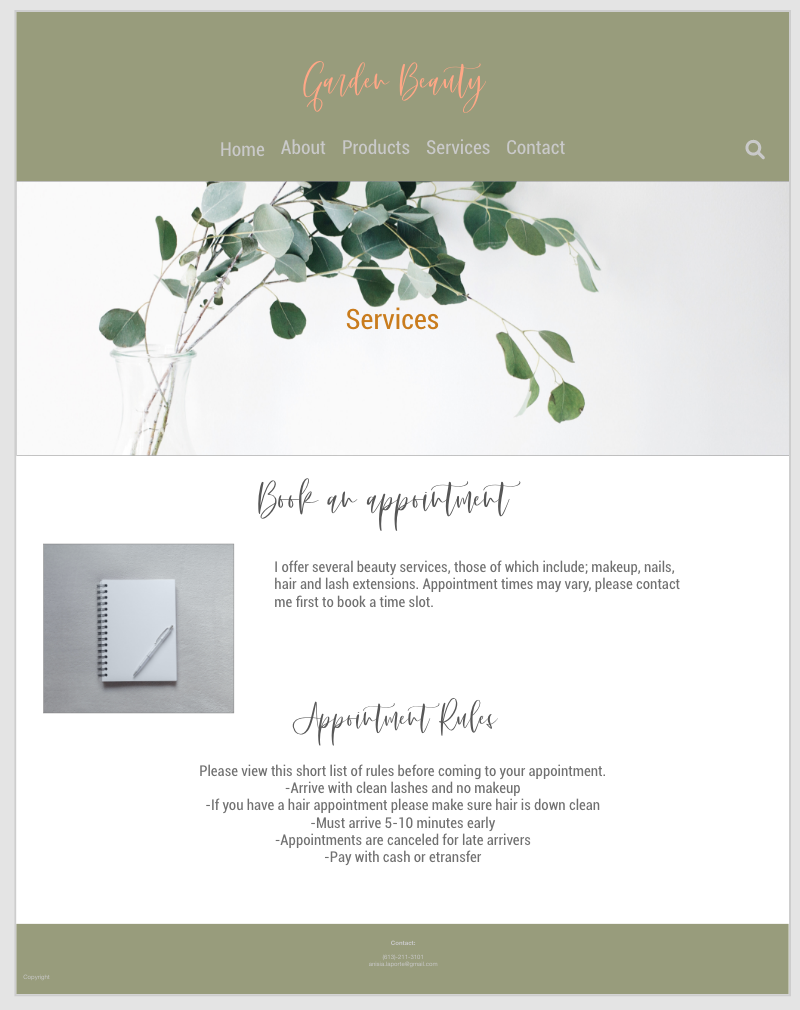 Garden Beauty
Home About Products Services Contact
Services
Book an appointment
I offer several beauty services, those of which include; makeup, nails,
hair and lash extensions. Appointment times may vary, please contact
me first to book a time slot.
Appointment Rules
Please view this short list of rules before coming to your appointment.
-Arrive with clean lashes and no makeup
-If you have a hair appointment please make sure hair is down clean
-Must arrive 5-10 minutes early
-Appointments are canceled for late arrivers
-Pay with cash or etransfer
Contact:
Copyright